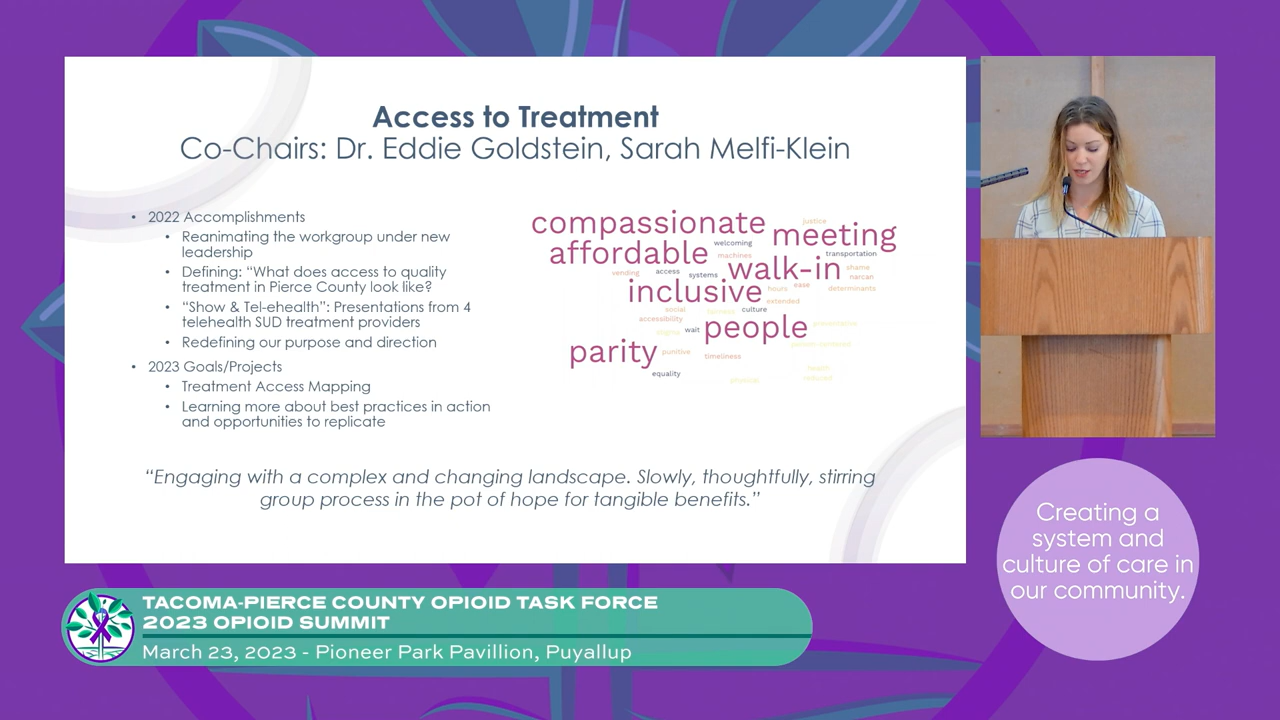 Access to Treatment
Co-Chairs: Dr. Eddie Goldstein, Sarah Melfi-Klein
• 2022 Accomplishments
• Reanimating the workgroup under new
leadership
• Defining: “What does access to quality
treatment in Pierce County look like?
• “Show & Tel-ehealth”: Presentations from 4
telehealth SUD treatment providers
• Redefining our purpose and direction
• 2023 Goals/Projects
• Treatment Access Mapping
• Learning more about best practices in action
and opportunities to replicate
compassionate
justice
meeting
affordable
welcoming
machines
transportation
vending
access
systems
walk-in
shame
narcan
inclusive
hours
ease
determinants
extended
social
culture
accessibility
wait
people
parity
punitive
timeliness
equality
health
reduced
“Engaging with a complex and changing landscape. Slowly, thoughtfully, stirring
group process in the pot of hope for tangible benefits.”
Creating a
system and
culture of care in
our community.
TACOMA-PIERCE COUNTY OPIOID TASK FORCE
2023 OPIOID SUMMIT
March 23, 2023 - Pioneer Park Pavillion, Puyallup